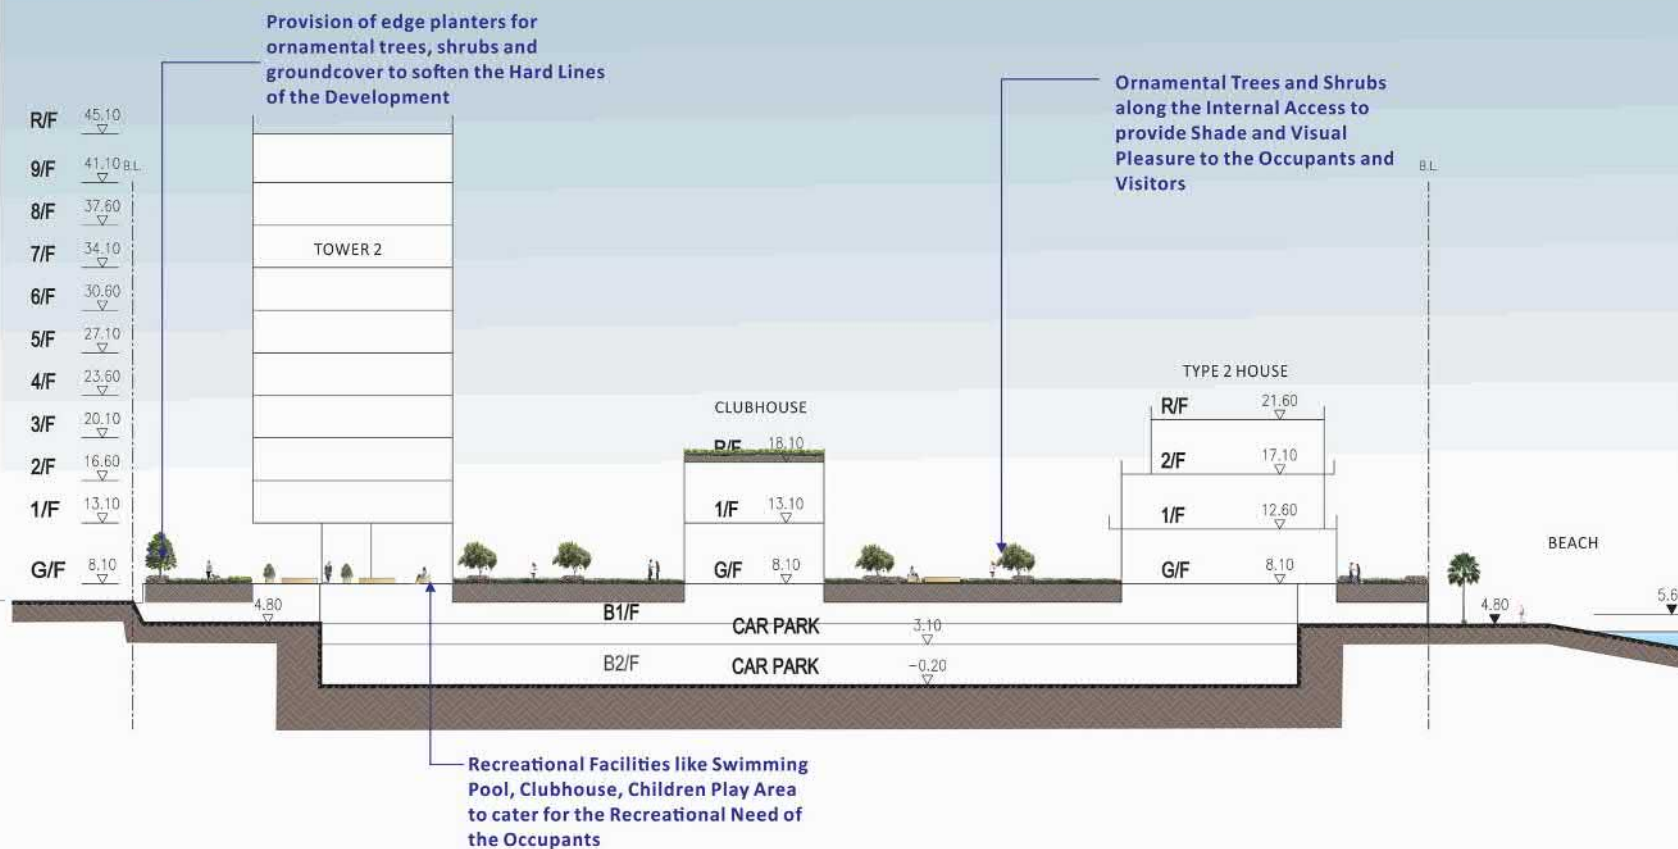 Provision of edge planters for
ornamental trees, shrubs and
groundcover to soften the Hard Lines
of the Development
Ornamental Trees and Shrubs
along the Internal Access to
provide Shade and Visual
Pleasure to the Occupants and
Visitors
R/F 45.10
9/F 41.10 B.L.
8/F 37.60
7/F 34.10
6/F 30.60
5/F 27.10
4/F 23.60
3/F 20.10
2/F 16.60
1/F 13.10
G/F 8.10
4.80
TOWER 2
CLUBHOUSE
R/F 18.10
1/F 13.10
G/F 8.10
B.L.
TYPE 2 HOUSE
R/F 21.60
2/F 17.10
1/F 12.60
G/F 8.10
BEACH
4.80
5.6
B1/F CAR PARK 3.10
B2/F CAR PARK -0.20
Recreational Facilities like Swimming
Pool, Clubhouse, Children Play Area
to cater for the Recreational Need of
the Occupants